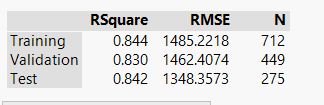 RSquare RMSE N
Training 0.844 1485.2218 712
Validation 0.830 1462.4074 449
Test 0.842 1348.3573 275